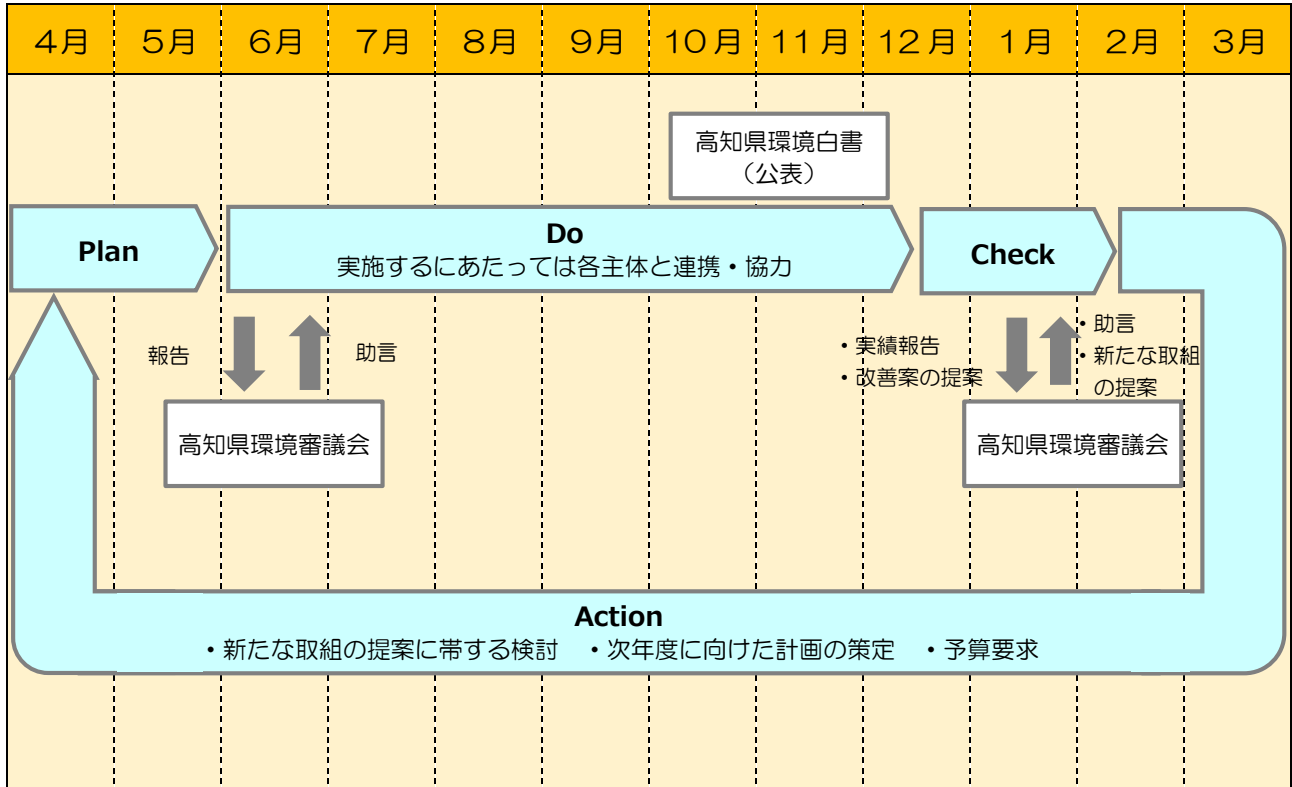 4月 5月 6月 7月 8月 9月 10月 11月 12月 1月 2月 3月
高知県環境白書
（公表）
Plan
Do
実施するにあたっては各主体と連携・協力
Check
報告
助言
・実績報告
・改善案の提案
・助言
・新たな取組
の提案
高知県環境審議会
高知県環境審議会
Action
・新たな取組の提案に帯する検討　・次年度に向けた計画の策定　・予算要求